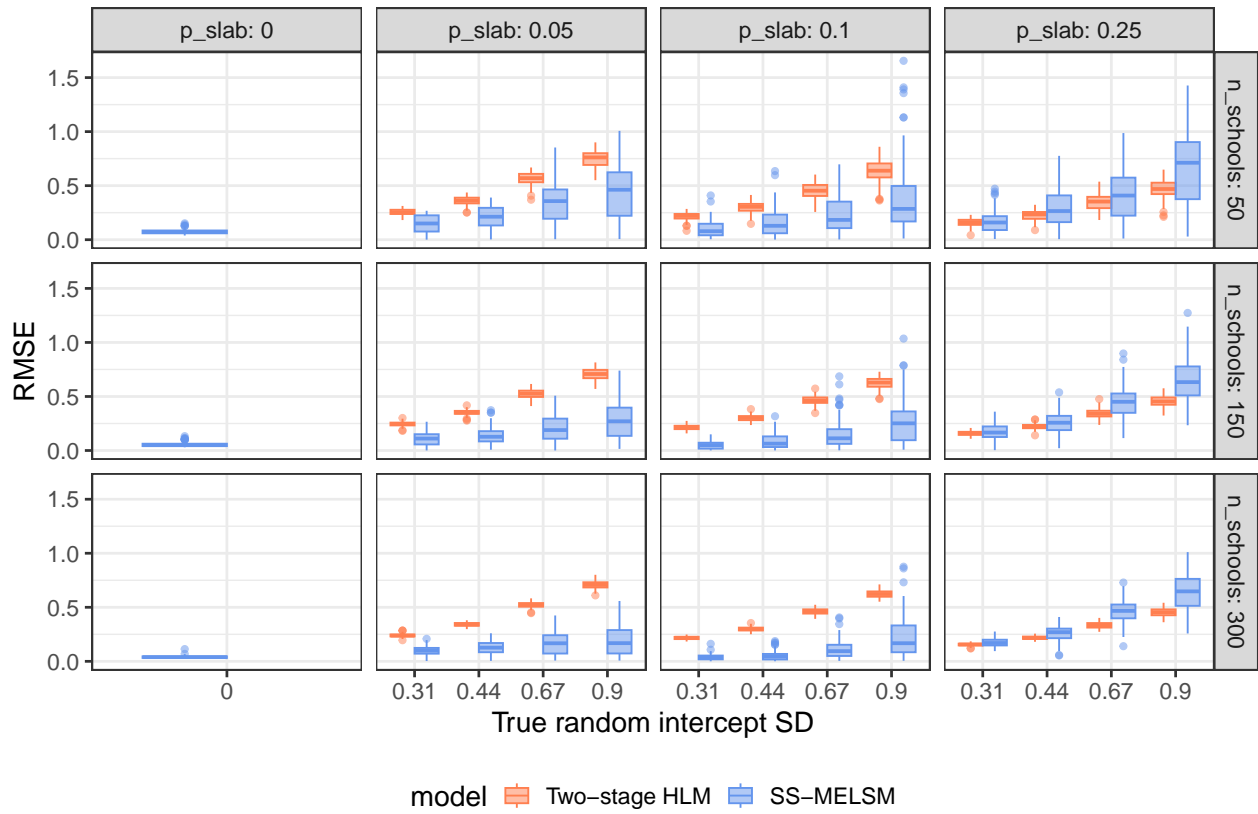 p_slab: 0
p_slab: 0.05
p_slab: 0.1
p_slab: 0.25
1.5
1.0
0.5
0.0
n_schools: 50
1.5
1.0
0.5
0.0
n_schools: 150
1.5
1.0
0.5
0.0
n_schools: 300
RMSE
0
0.31 0.44 0.67 0.9
0.31 0.44 0.67 0.9
0.31 0.44 0.67 0.9
True random intercept SD
model Two−stage HLM SS−MELSM